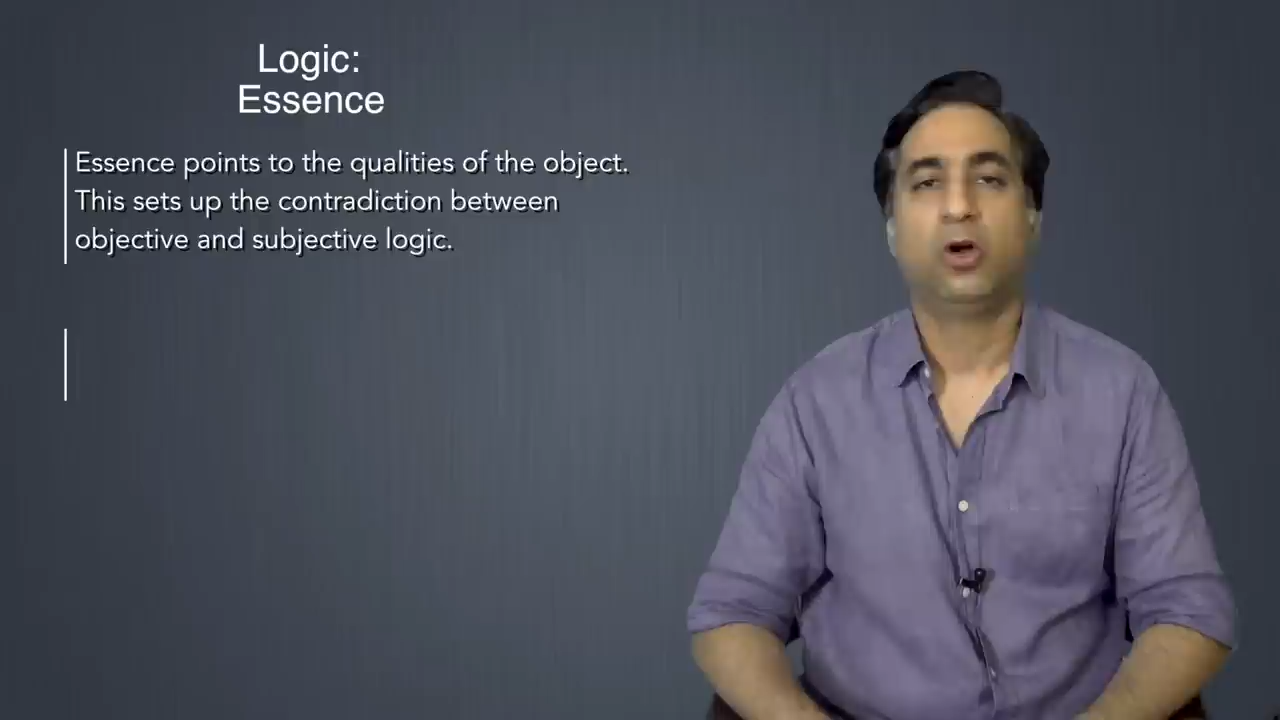 Logic:
Essence
Essence points to the qualities of the object.
This sets up the contradiction between
objective and subjective logic.